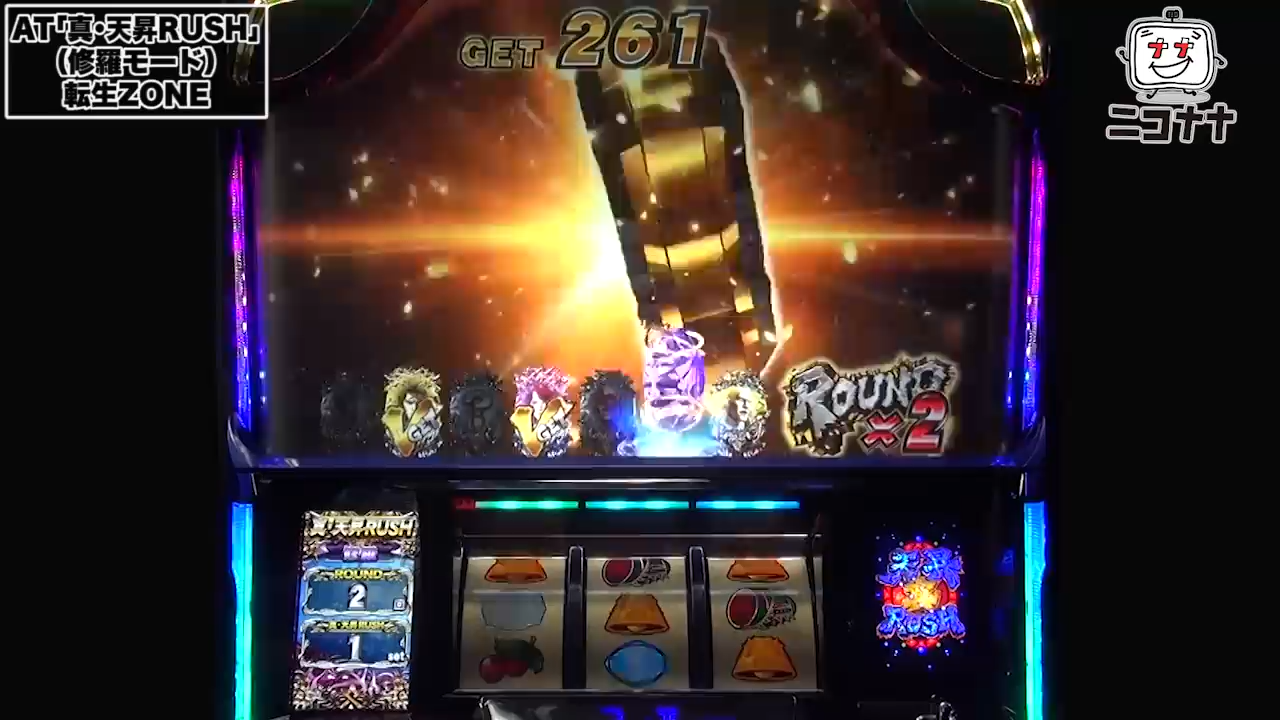 AT「真・天昇RUSH」
(修羅モード)
転生ZONE
GET 261
ニコナナ
ROUND
×2
真・天昇RUSH
ROUND
2
0
真・天昇RUSH
1
set
RUSH